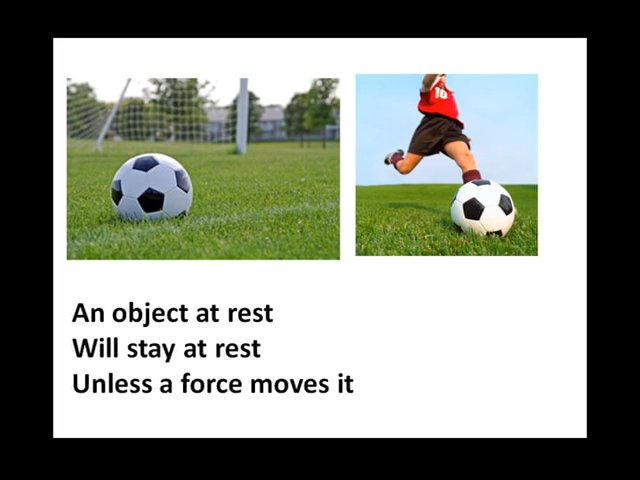 10
An object at rest
Will stay at rest
Unless a force moves it